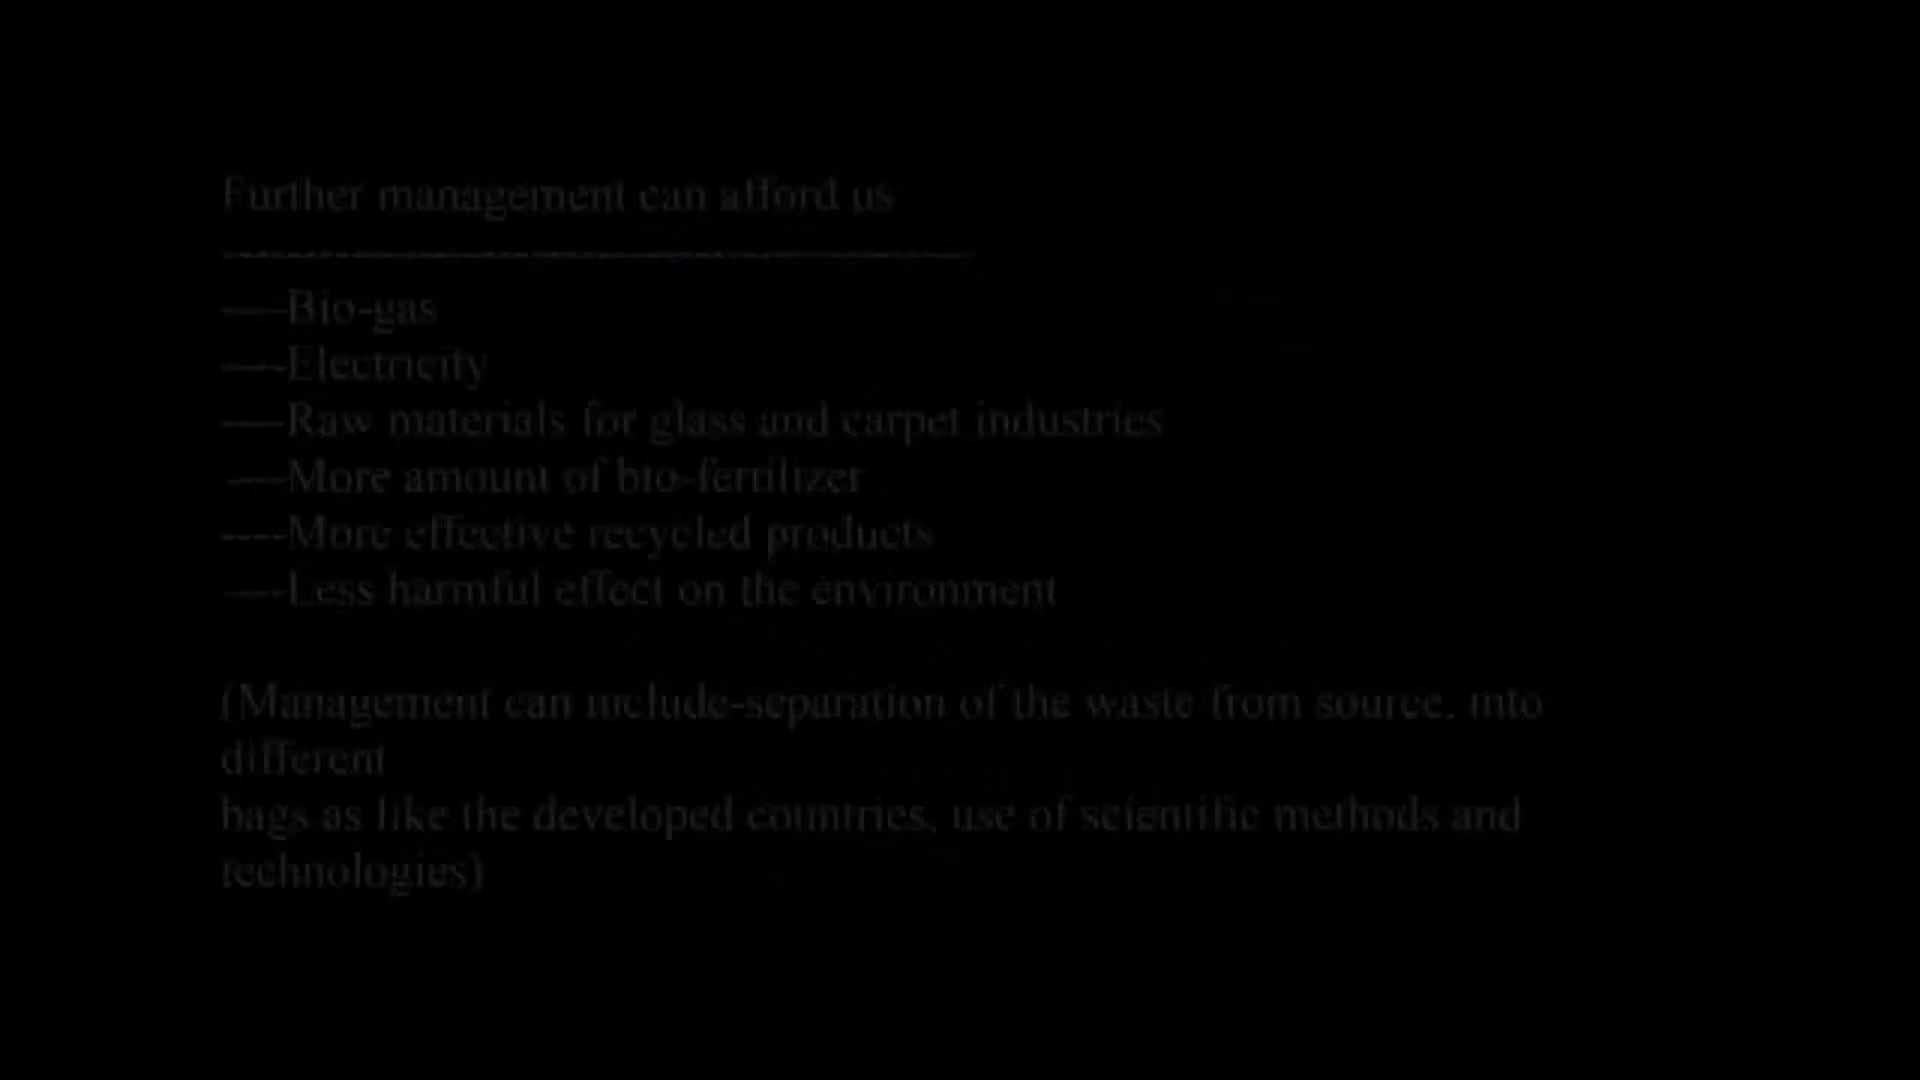 Further management can afford us
-----------------------------------------------
----Bio-gas
----Electricity
----Raw materials for glass and carpet industries
----More amount of bio-fertilizer
----More effective recycled products
----Less harmful effect on the environment
(Management can include-separation of the waste from source, into
different
bags as like the developed countries, use of scientific methods and
technologies)